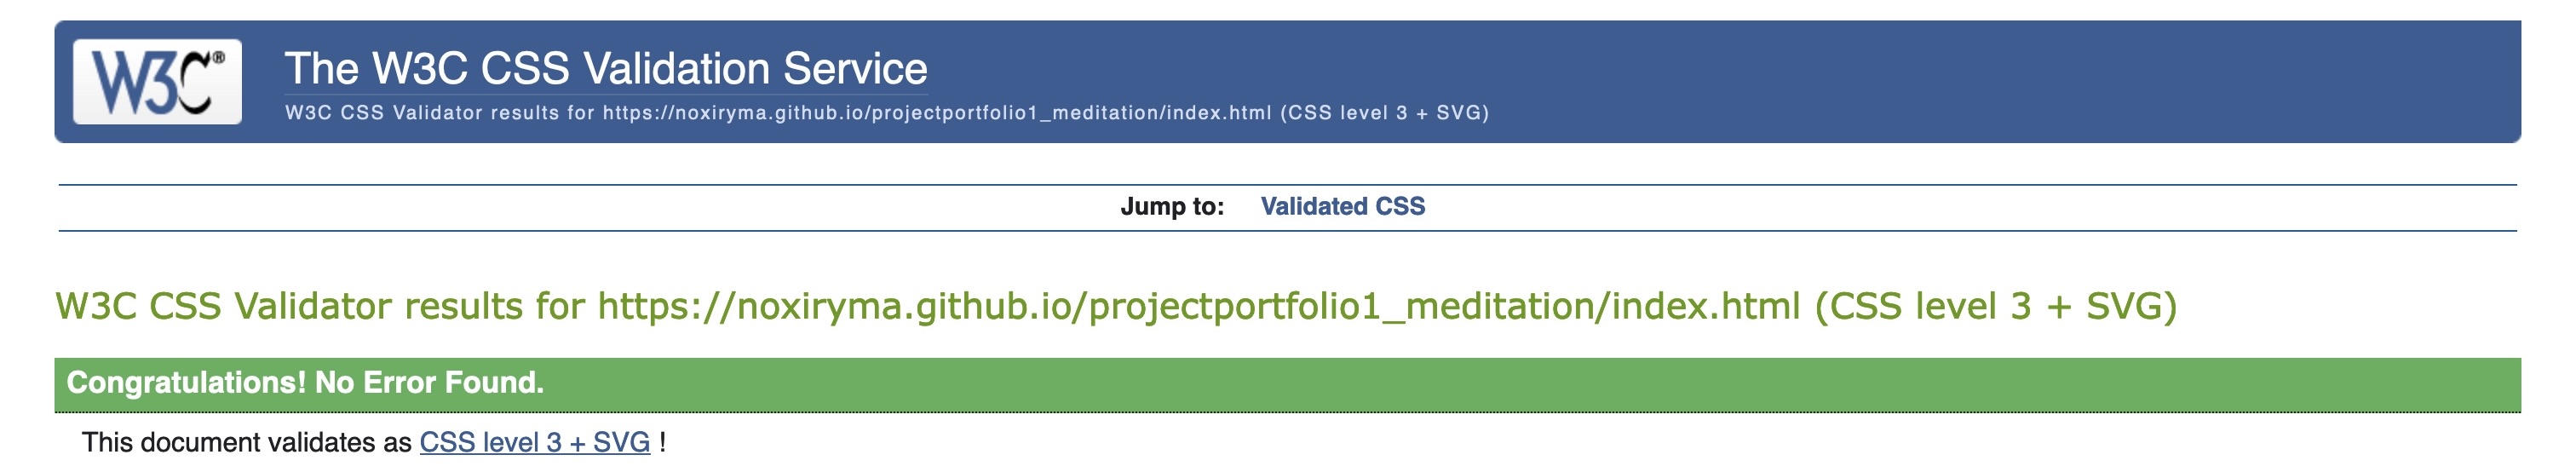 W3C®
The W3C CSS Validation Service
W3C CSS Validator results for https://noxiryma.github.io/projectportfolio1_meditation/index.html (CSS level 3 + SVG)
Jump to: Validated CSS
W3C CSS Validator results for https://noxiryma.github.io/projectportfolio1_meditation/index.html (CSS level 3 + SVG)
Congratulations! No Error Found.
This document validates as CSS level 3 + SVG !